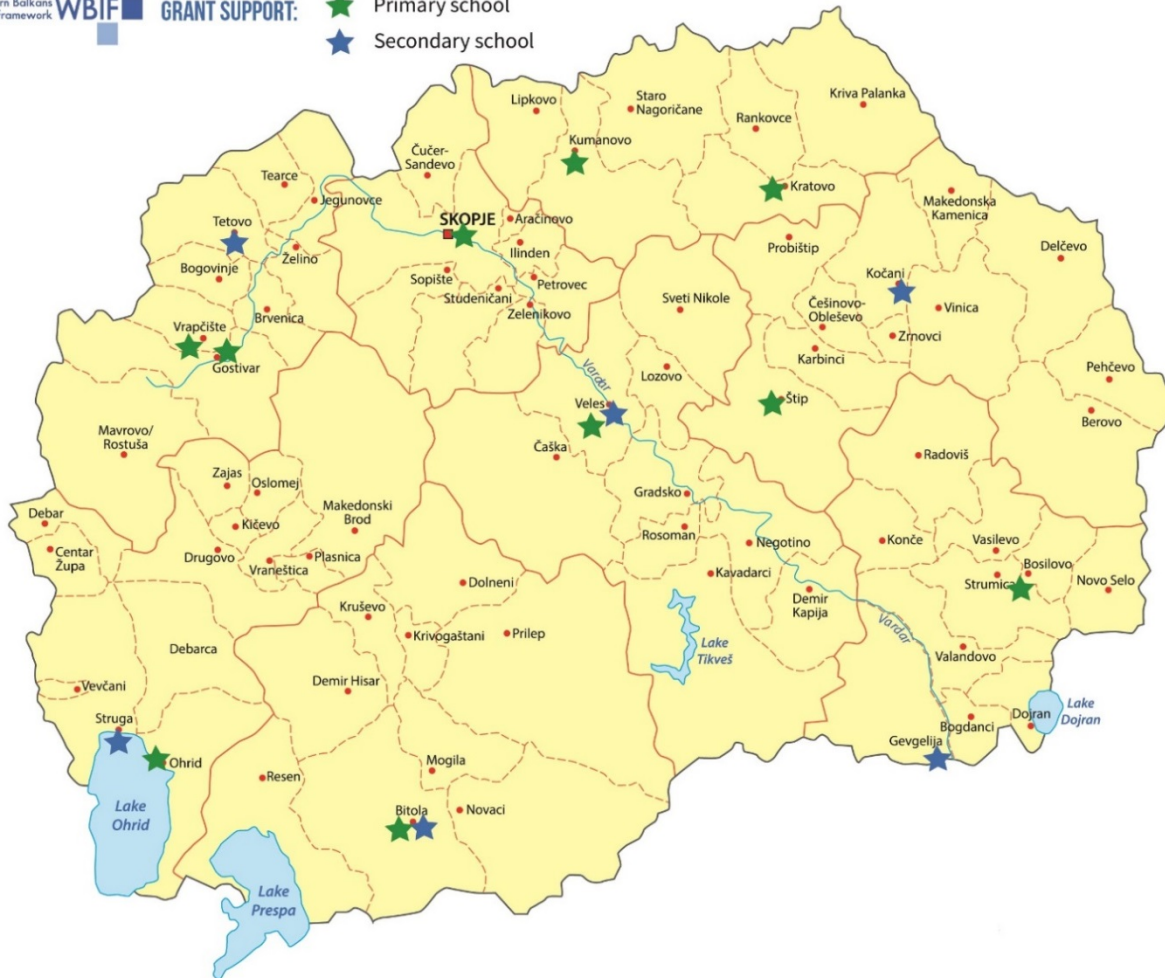 rn Balkans
ramework
WBIF
GRANT SUPPORT:
Primary school
Secondary school
Kriva Palanka
Lipkovo
Staro
Nagoričane
Rankovce
Kumanovo
Čučer-
Sandevo
Tearce
Kratovo
Jegunovce
Makedonska
Kamenica
SKOPJE
Aračinovo
Tetovo
Probištip
Delčevo
Želino
Ilinden
Bogovinje
Sopište
Petrovec
Kočani
Studeničani
Sveti Nikole
Češinovo-
Obleševo
Vinica
Brvenica
Zelenikovo
Vrapčište
Zrnovci
Karbinci
Gostivar
Vardar
Lozovo
Pehčevo
Veles
Štip
Berovo
Mavrovo/
Rostuša
Čaška
Radoviš
Zajas
Oslomej
Gradsko
Debar
Makedonski
Brod
Kičevo
Rosoman
Negotino
Konče
Vasilevo
Centar
Župa
Drugovo
Vraneštica
Plasnica
Bosilovo
Kavadarci
Strumica
Novo Selo
Dolneni
Demir
Kapija
Kruševo
Krivogaštani
Prilep
Lake
Tikveš
Vardar
Debarca
Valandovo
Vevčani
Demir Hisar
Struga
Bogdanci
Dojran
Lake
Dojran
Gevgelija
Ohrid
Resen
Mogila
Lake
Ohrid
Bitola
Novaci
Lake
Prespa